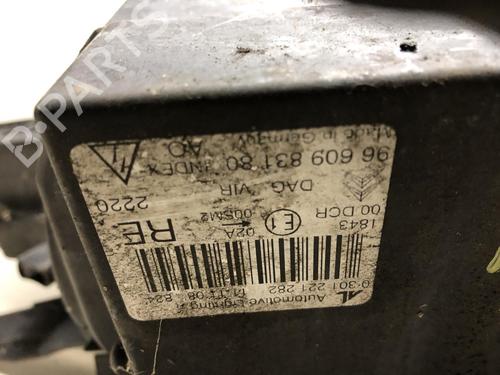 AL Automotive Lighting
0·301 221 282
RE
E1
02A
00SM2
1843
00 DCR
DAG VIR
2220
96 609 831 80 INDEX
AO
Made in Germany
B-PARTS